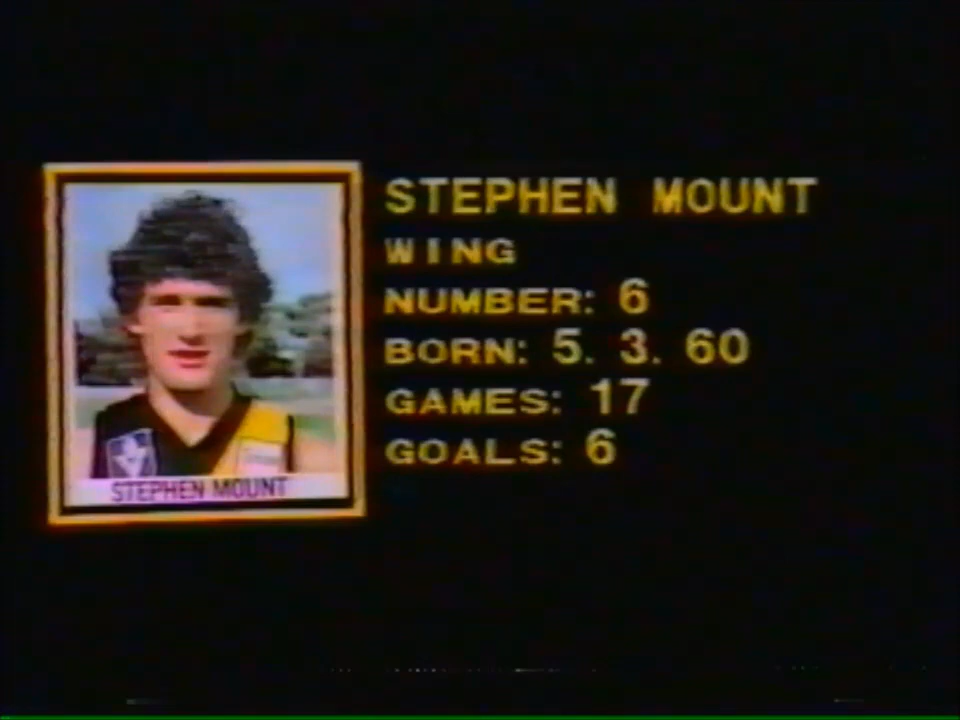 STEPHEN MOUNT
WING
NUMBER: 6
BORN: 5. 3. 60
GAMES: 17
GOALS: 6
STEPHEN MOUNT